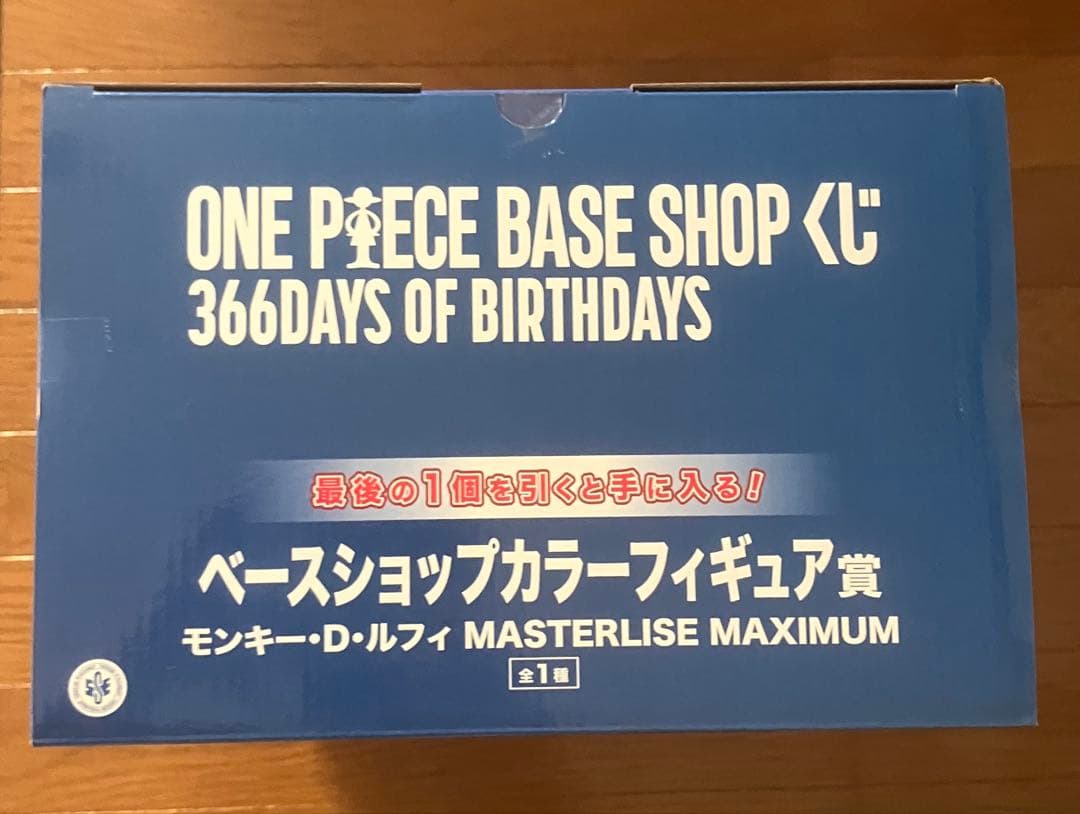 ONE PIECE BASE SHOP くじ
366DAYS OF BIRTHDAYS
最後の1個を引くと手に入る!
ベースショップカラーフィギュア賞
モンキー・D・ルフィ MASTERLISE MAXIMUM
全1種